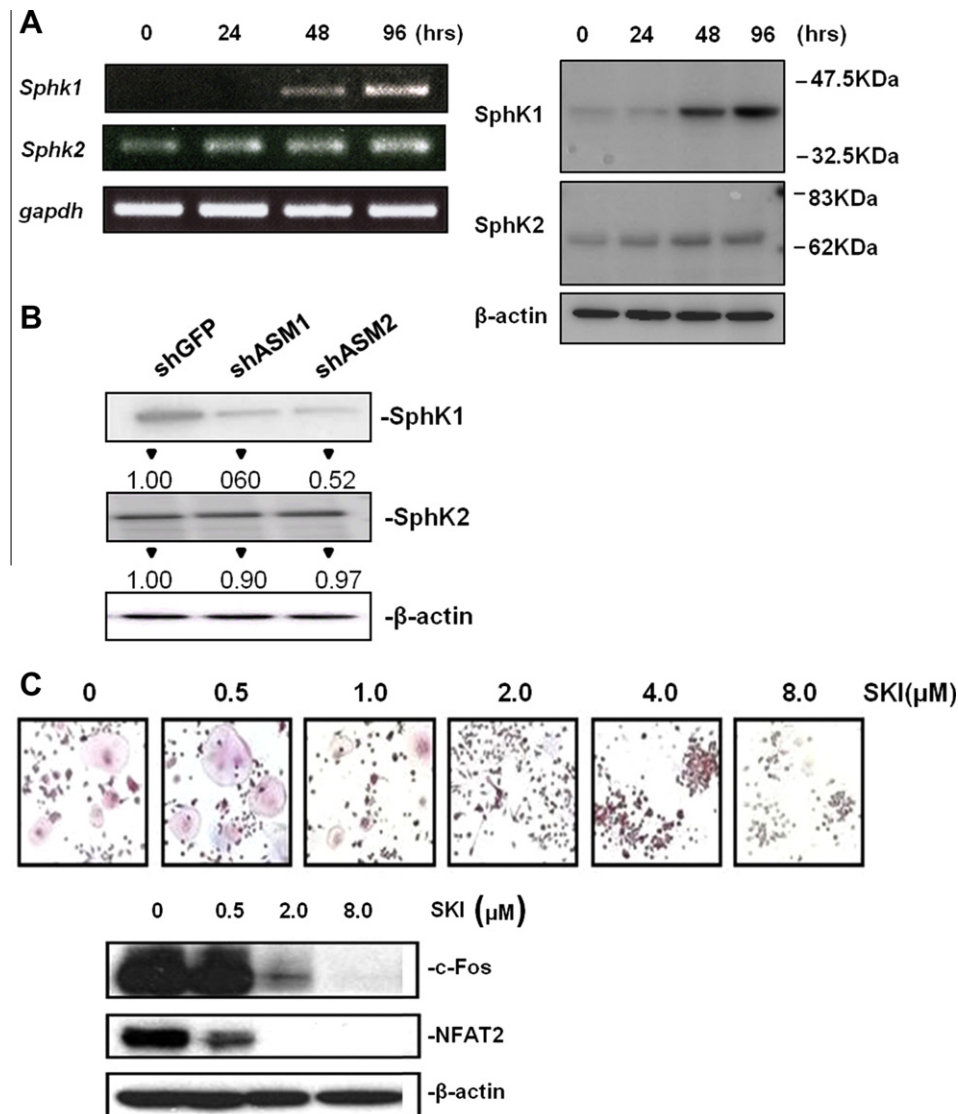 A
0 24 48 96 (hrs)
Sphk1
Sphk2
gapdh
0 24 48 96 (hrs)
SphK1
–47.5KDa
–32.5KDa
SphK2
–83KDa
–62KDa
β-actin
B
shGFP shASM1 shASM2
-SphK1
1.00 060 0.52
-SphK2
1.00 0.90 0.97
-β-actin
C
0 0.5 1.0 2.0 4.0 8.0 SKI(µM)
0 0.5 2.0 8.0 SKI (µM)
-c-Fos
-NFAT2
-β-actin